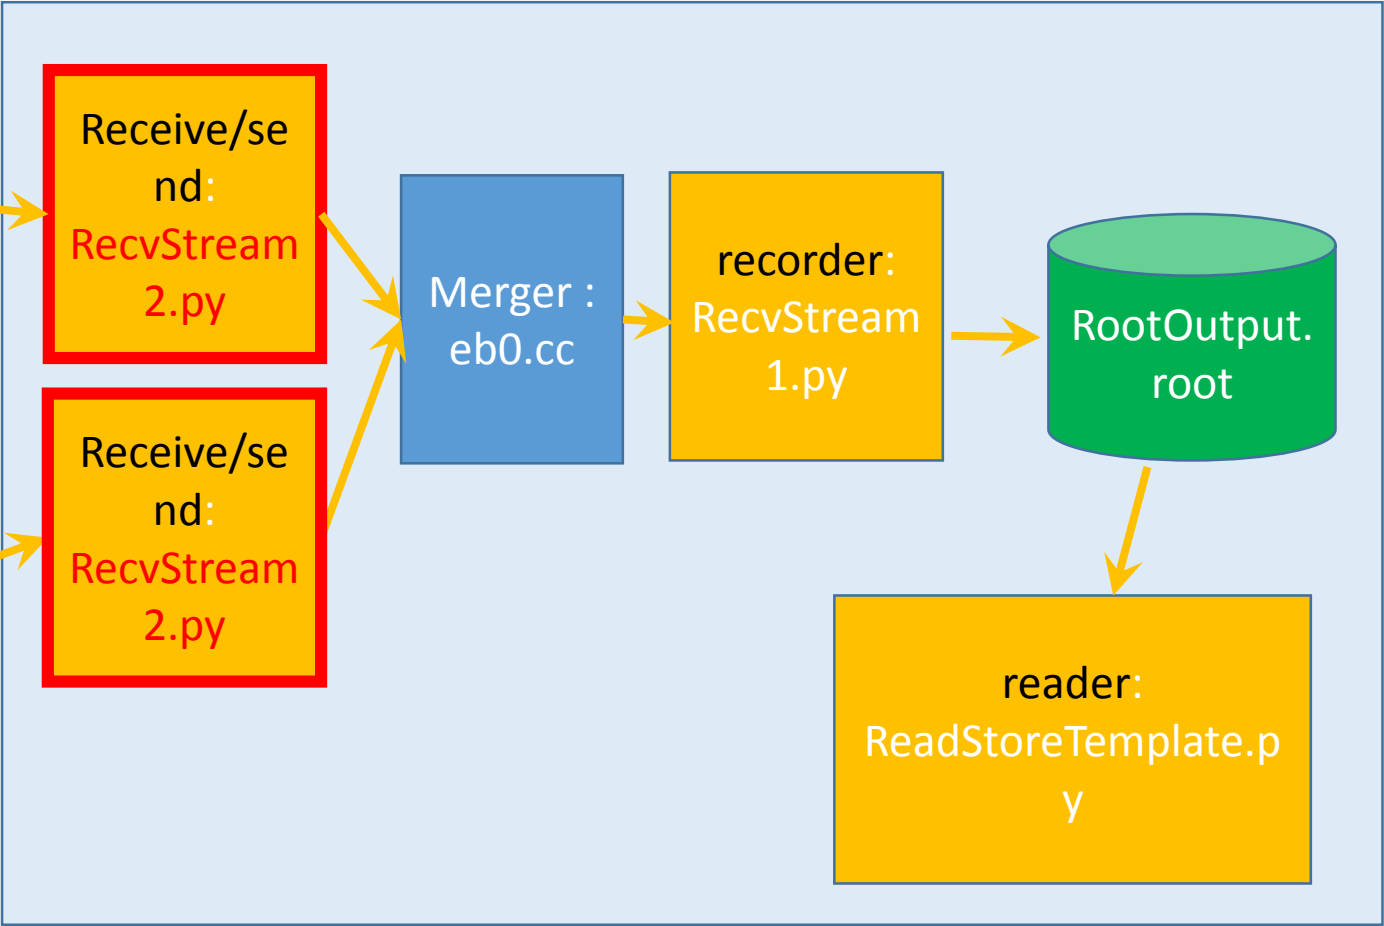 Receive/se
nd:
RecvStream
2.py
Receive/se
nd:
RecvStream
2.py
Merger :
eb0.cc
recorder:
RecvStream
1.py
RootOutput.
root
reader:
ReadStoreTemplate.p
y